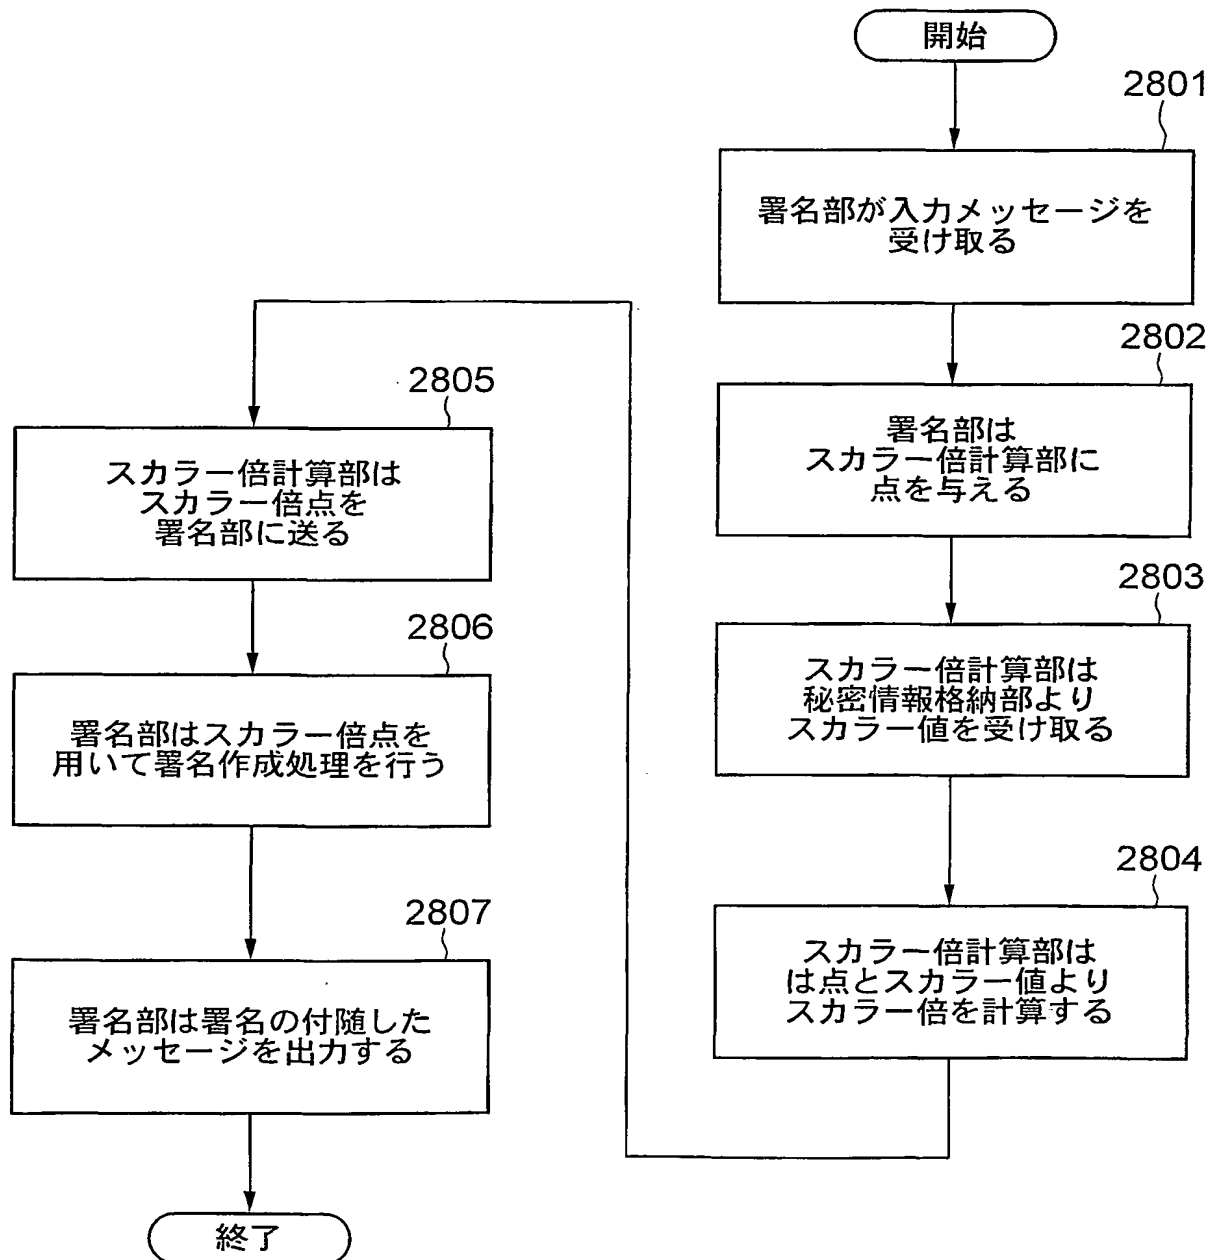 開始
2801
署名部が入力メッセージを
受け取る
2802
署名部は
スカラー倍計算部に
点を与える
2803
スカラー倍計算部は
秘密情報格納部より
スカラー値を受け取る
2804
スカラー倍計算部は
は点とスカラー値より
スカラー倍を計算する
2805
スカラー倍計算部は
スカラー倍点を
署名部に送る
2806
署名部はスカラー倍点を
用いて署名作成処理を行う
2807
署名部は署名の付随した
メッセージを出力する
終了